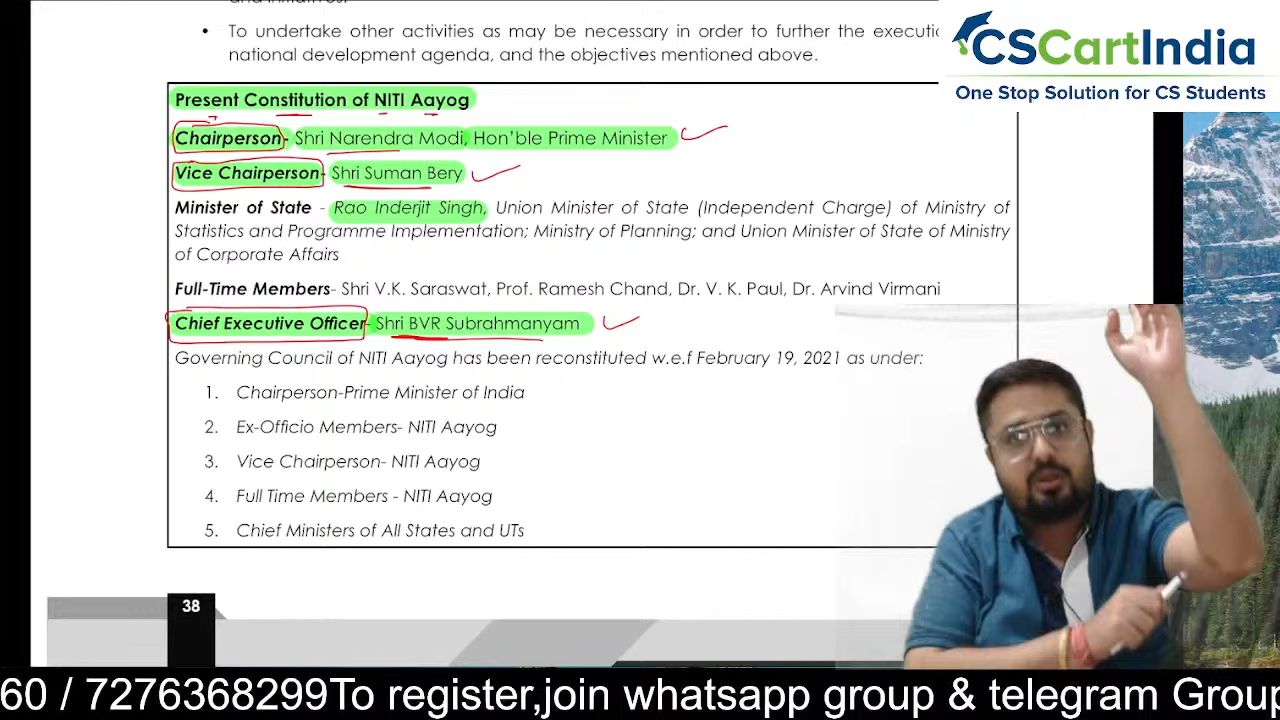 and initiatives.
• To undertake other activities as may be necessary in order to further the
national development agenda, and the objectives mentioned above.
CSCartIndia
One Stop Solution for CS Students
Present Constitution of NITI Aayog
Chairperson- Shri Narendra Modi, Hon'ble Prime Minister
Vice Chairperson- Shri Suman Bery
Minister of State - Rao Inderjit Singh, Union Minister of State (Independent Charge) of Ministry of
Statistics and Programme Implementation; Ministry of Planning; and Union Minister of State of Ministry
of Corporate Affairs
Full-Time Members- Shri V.K. Saraswat, Prof. Ramesh Chand, Dr. V. K. Paul, Dr. Arvind Virmani
Chief Executive Officer- Shri BVR Subrahmanyam
Governing Council of NITI Aayog has been reconstituted w.e.f February 19, 2021 as under:
1. Chairperson-Prime Minister of India
2. Ex-Officio Members- NITI Aayog
3. Vice Chairperson- NITI Aayog
4. Full Time Members - NITI Aayog
5. Chief Ministers of All States and UTs
38
60 / 7276368299To register,join whatsapp group & telegram Group